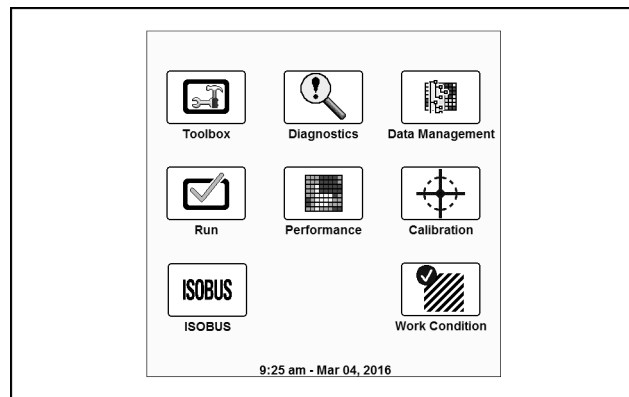 Toolbox Diagnostics Data Management
Run Performance Calibration
ISOBUS
ISOBUS Work Condition
9:25 am - Mar 04, 2016